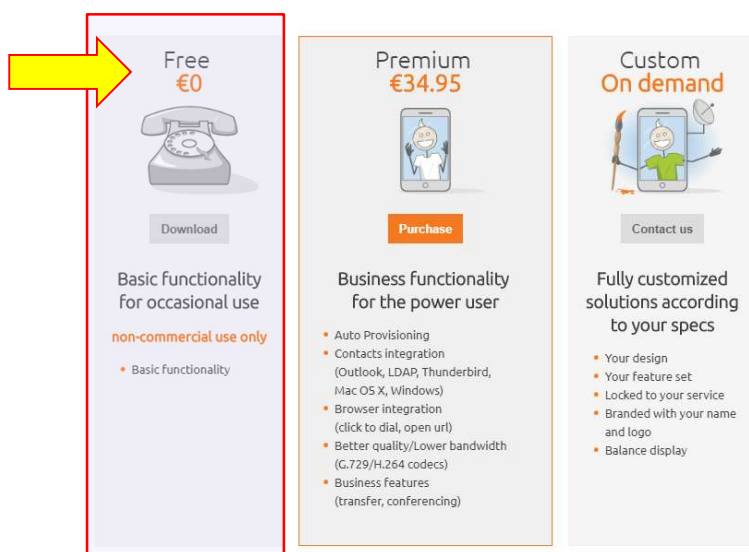 Free
€0
Download
Basic functionality
for occasional use
non-commercial use only
• Basic functionality
Premium
€34.95
Purchase
Business functionality
for the power user
• Auto Provisioning
• Contacts integration
(Outlook, LDAP, Thunderbird,
Mac OS X, Windows)
• Browser integration
(click to dial, open url)
• Better quality/Lower bandwidth
(G.729/H.264 codecs)
• Business features
(transfer, conferencing)
Custom
On demand
Contact us
Fully customized
solutions according
to your specs
• Your design
• Your feature set
• Locked to your service
• Branded with your name
and logo
• Balance display